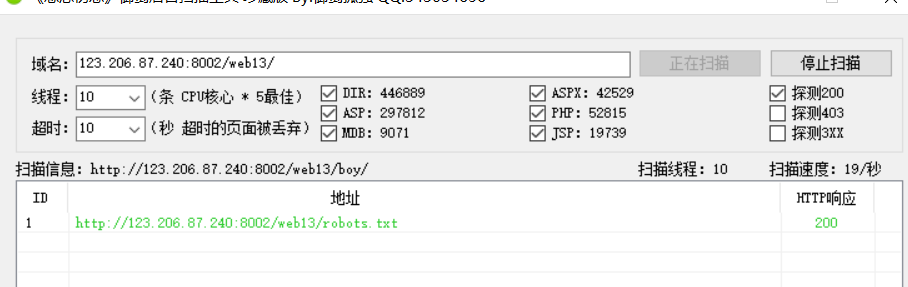 域名: 123.206.87.240:8002/web13/ 正在扫描 停止扫描
线程: 10 (条 CPU核心 * 5最佳) DIR: 446889 ASPX: 42529 探测200
ASP: 297812 PHP: 52815 探测403
超时: 10 (秒 超时的页面被丢弃) MDB: 9071 JSP: 19739 探测3XX
扫描信息: http://123.206.87.240:8002/web13/boy/ 扫描线程: 10 扫描速度: 19/秒
ID 地址 HTTP响应
1 http://123.206.87.240:8002/web13/robots.txt 200